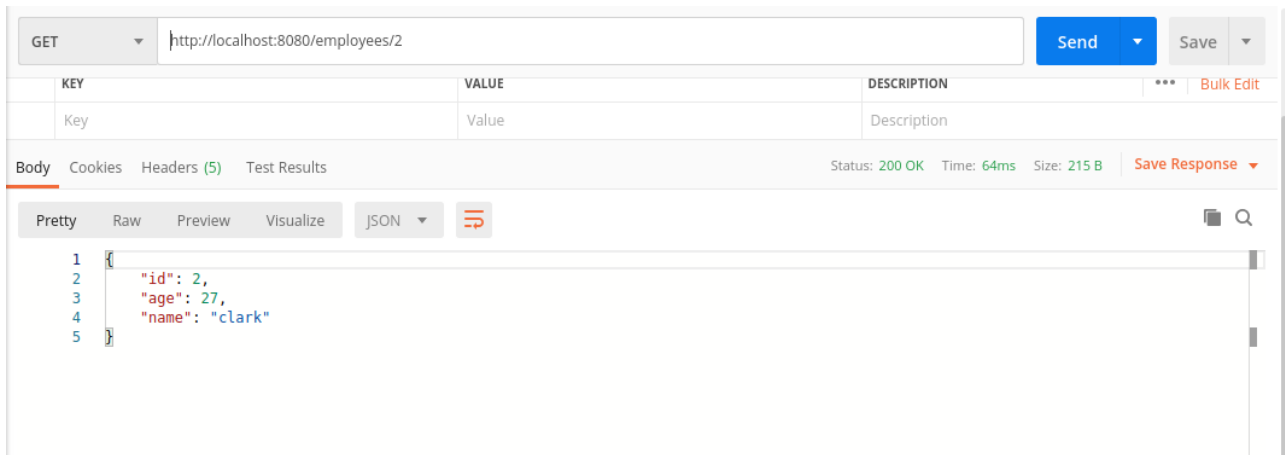 GET http://localhost:8080/employees/2 Send Save
KEY VALUE DESCRIPTION ••• Bulk Edit
Key Value Description
Body Cookies Headers (5) Test Results Status: 200 OK Time: 64ms Size: 215 B Save Response
Pretty Raw Preview Visualize JSON
1 {
2 "id": 2,
3 "age": 27,
4 "name": "clark"
5 }